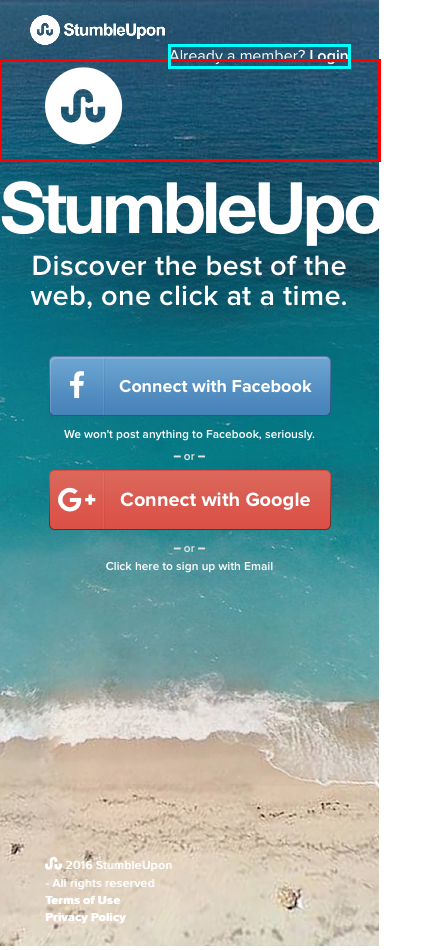 StumbleUpon
Already a member? Login
StumbleUpo
Discover the best of the
web, one click at a time.
Connect with Facebook
We won't post anything to Facebook, seriously.
– or –
G+ Connect with Google
– or –
Click here to sign up with Email
2016 StumbleUpon
- All rights reserved
Terms of Use
Privacy Policy